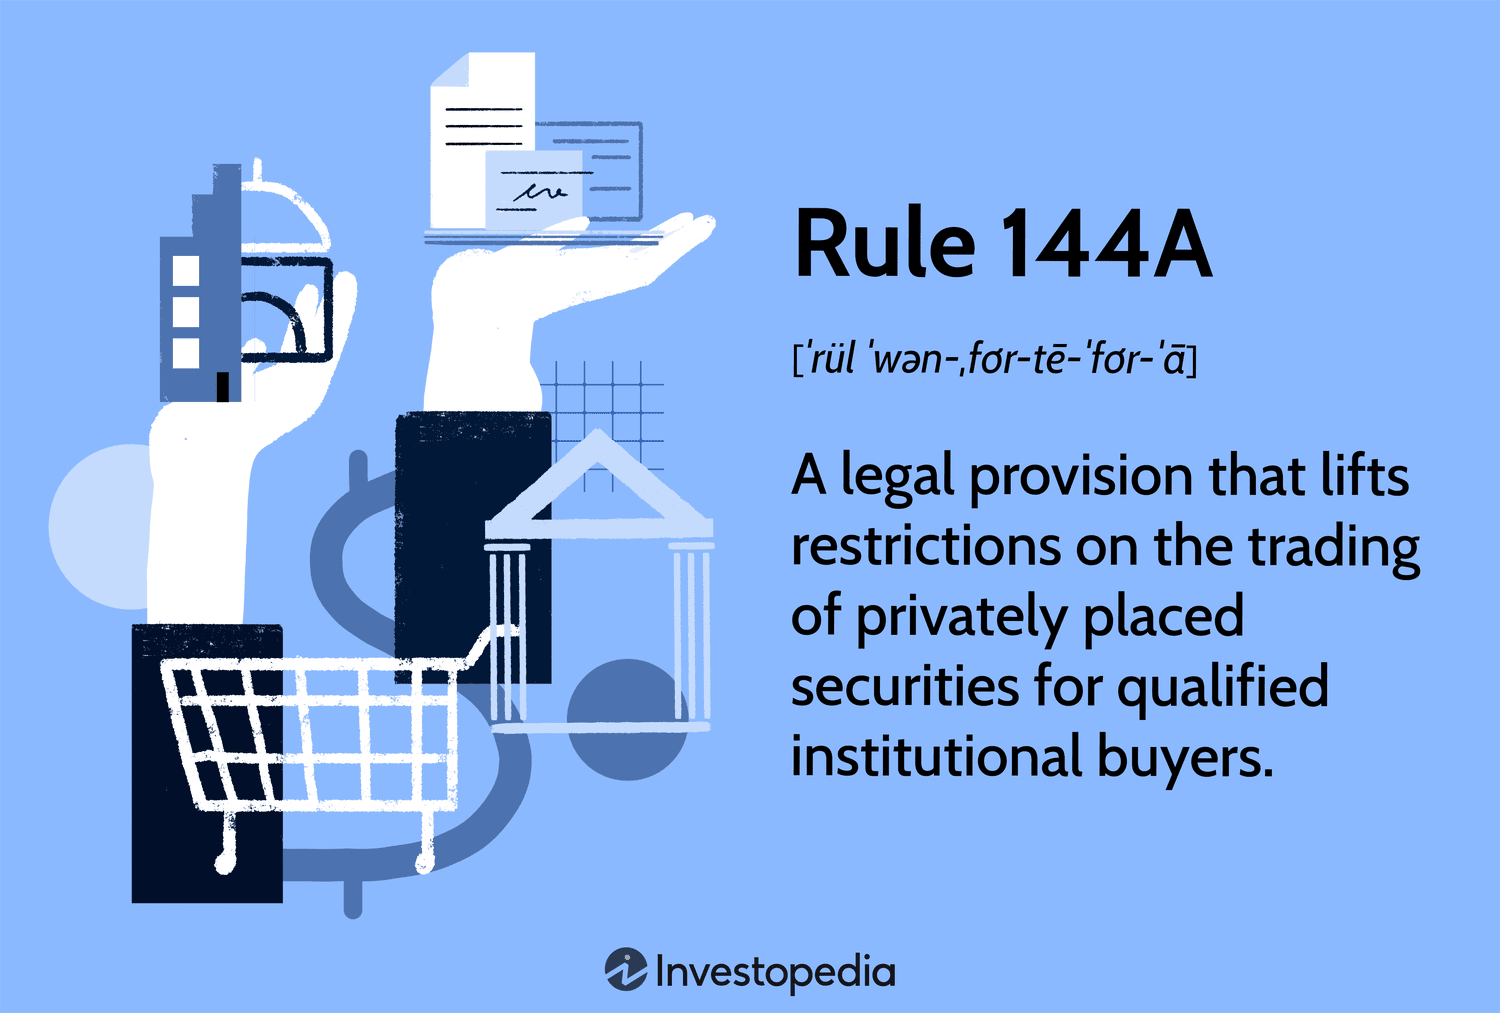 Rule 144A
[ˈrül ˈwən-ˌfȯr-tē-ˈfȯr-ˈā]
A legal provision that lifts
restrictions on the trading
of privately placed
securities for qualified
institutional buyers.
Investopedia